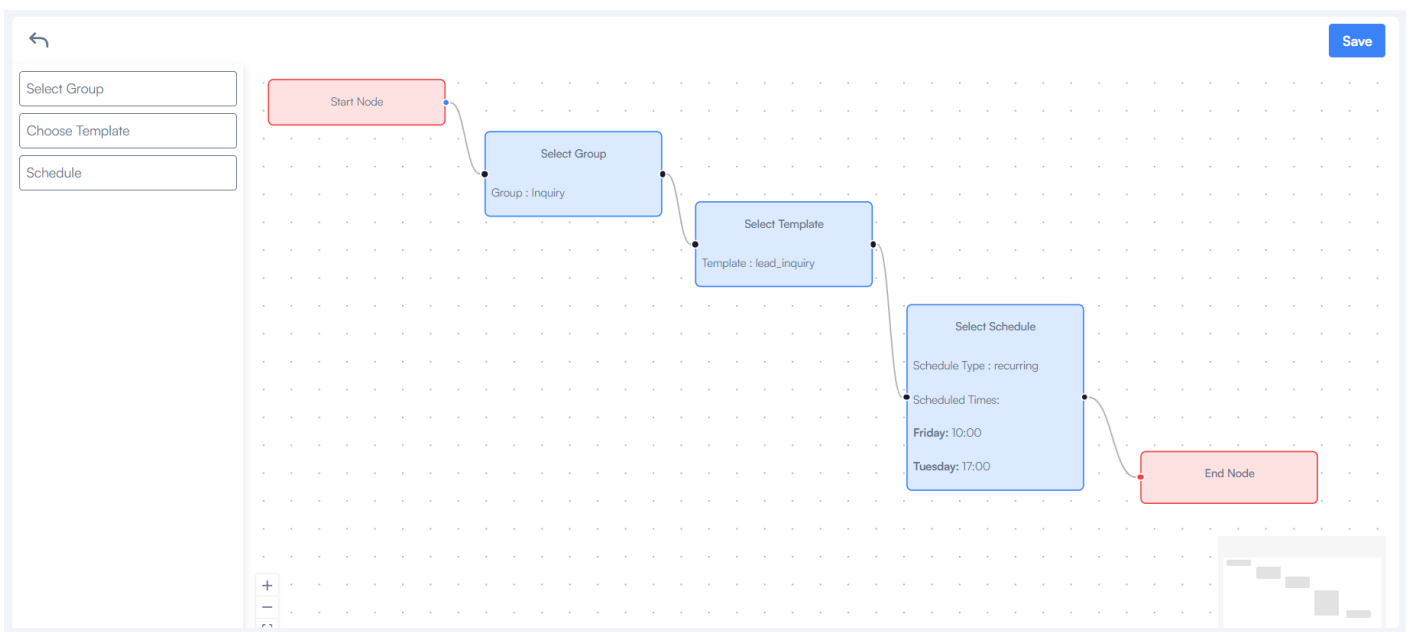 Save
Select Group
Choose Template
Schedule
Start Node
Select Group
Group : Inquiry
Select Template
Template : lead_inquiry
Select Schedule
Schedule Type : recurring
Scheduled Times:
Friday: 10:00
Tuesday: 17:00
End Node